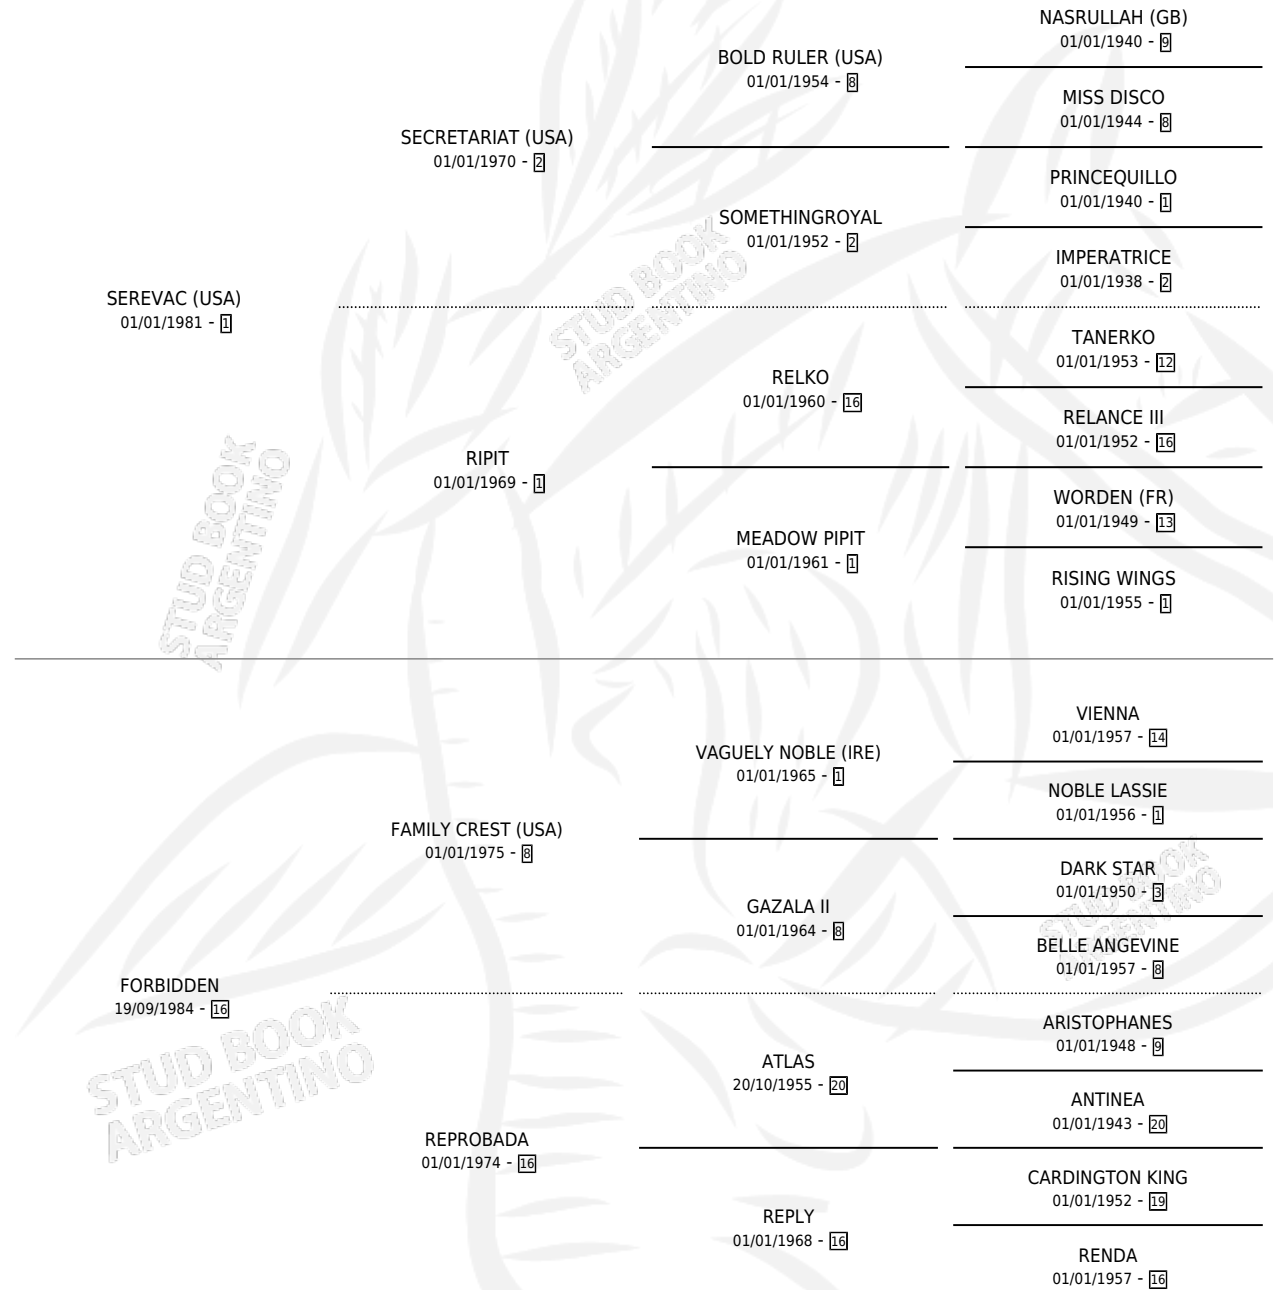 NASRULLAH (GB)
01/01/1940 - 9
BOLD RULER (USA)
01/01/1954 - 8
MISS DISCO
01/01/1944 - 8
SECRETARIAT (USA)
01/01/1970 - 2
PRINCEQUILLO
01/01/1940 - 1
SOMETHINGROYAL
01/01/1952 - 2
IMPERATRICE
01/01/1938 - 2
SEREVAC (USA)
01/01/1981 - 1
TANERKO
01/01/1953 - 12
RELKO
01/01/1960 - 16
RELANCE III
01/01/1952 - 16
RIPIT
01/01/1969 - 1
WORDEN (FR)
01/01/1949 - 13
MEADOW PIPIT
01/01/1961 - 1
RISING WINGS
01/01/1955 - 1
VIENNA
01/01/1957 - 14
VAGUELY NOBLE (IRE)
01/01/1965 - 1
NOBLE LASSIE
01/01/1956 - 1
FAMILY CREST (USA)
01/01/1975 - 8
DARK STAR
01/01/1950 - 3
GAZALA II
01/01/1964 - 8
BELLE ANGEVINE
01/01/1957 - 8
FORBIDDEN
19/09/1984 - 16
ARISTOPHANES
01/01/1948 - 9
ATLAS
20/10/1955 - 20
ANTINEA
01/01/1943 - 20
REPROBADA
01/01/1974 - 16
CARDINGTON KING
01/01/1952 - 19
REPLY
01/01/1968 - 16
RENDA
01/01/1957 - 16
STUD BOOK
ARGENTINO
STUD BOOK
ARGENTINO
STUD BOOK
ARGENTINO
STUD BOOK
ARGENTINO